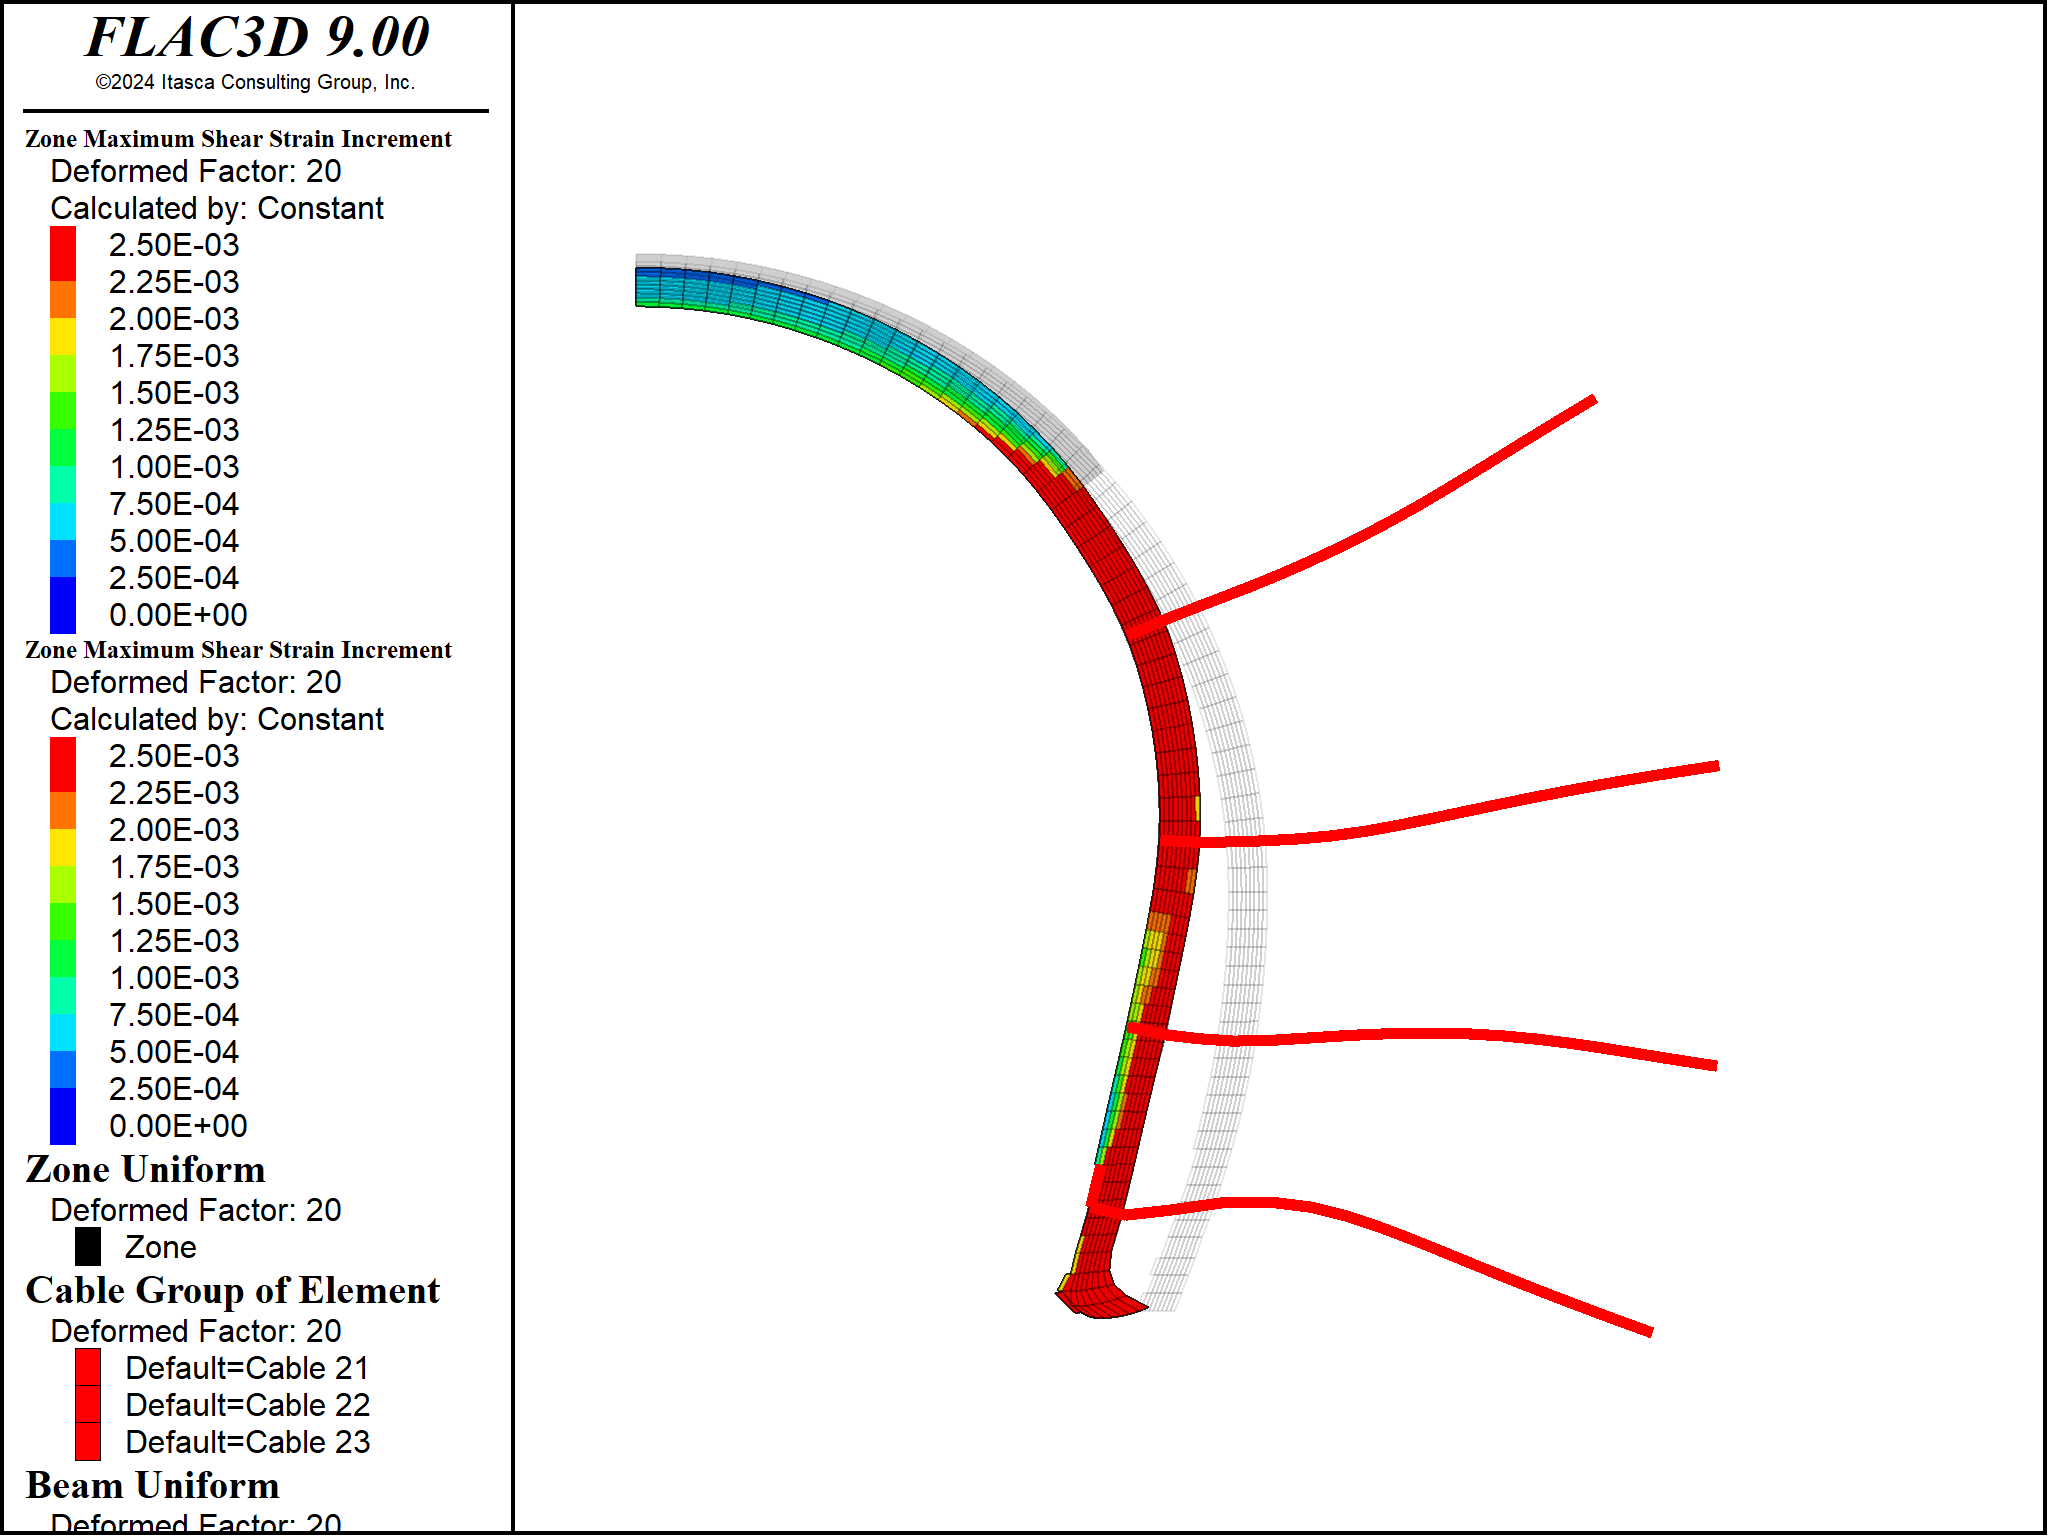 FLAC3D 9.00
©2024 Itasca Consulting Group, Inc.
Zone Maximum Shear Strain Increment
Deformed Factor: 20
Calculated by: Constant
2.50E-03
2.25E-03
2.00E-03
1.75E-03
1.50E-03
1.25E-03
1.00E-03
7.50E-04
5.00E-04
2.50E-04
0.00E+00
Zone Maximum Shear Strain Increment
Deformed Factor: 20
Calculated by: Constant
2.50E-03
2.25E-03
2.00E-03
1.75E-03
1.50E-03
1.25E-03
1.00E-03
7.50E-04
5.00E-04
2.50E-04
0.00E+00
Zone Uniform
Deformed Factor: 20
Zone
Cable Group of Element
Deformed Factor: 20
Default=Cable 21
Default=Cable 22
Default=Cable 23
Beam Uniform
Deformed Factor: 20